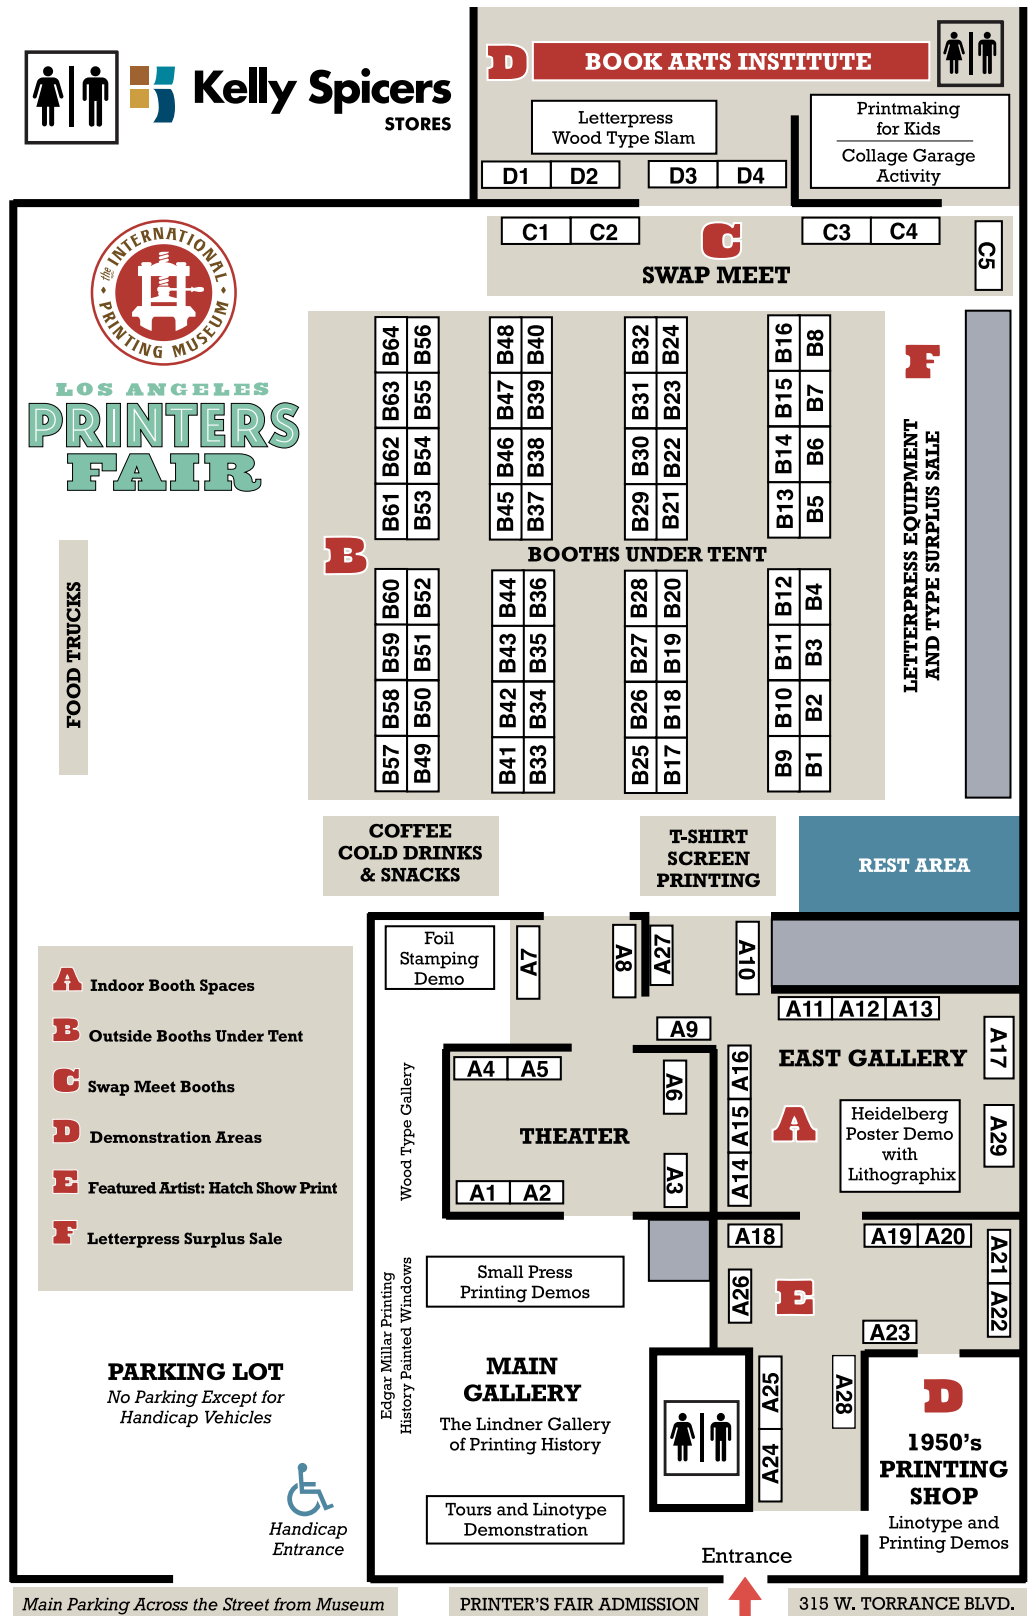 Kelly Spicers
STORES
D
BOOK ARTS INSTITUTE
Letterpress
Wood Type Slam
Printmaking
for Kids
Collage Garage
Activity
D1 D2 D3 D4
C1 C2 C3 C4
C5
C
SWAP MEET
the INTERNATIONAL
PRINTING MUSEUM
LOS ANGELES
PRINTERS
FAIR
B64 B56 B48 B40 B32 B24 B16 B8
B63 B55 B47 B39 B31 B23 B15 B7
B62 B54 B46 B38 B30 B22 B14 B6
B61 B53 B45 B37 B29 B21 B13 B5
B
BOOTHS UNDER TENT
B60 B52 B44 B36 B28 B20 B12 B4
B59 B51 B43 B35 B27 B19 B11 B3
B58 B50 B42 B34 B26 B18 B10 B2
B57 B49 B41 B33 B25 B17 B9 B1
F
LETTERPRESS EQUIPMENT
AND TYPE SURPLUS SALE
FOOD TRUCKS
COFFEE
COLD DRINKS
& SNACKS
T-SHIRT
SCREEN
PRINTING
REST AREA
A Indoor Booth Spaces
B Outside Booths Under Tent
C Swap Meet Booths
D Demonstration Areas
E Featured Artist: Hatch Show Print
F Letterpress Surplus Sale
Foil
Stamping
Demo
A7
A8
A27
A10
A9
A11 A12 A13
A17
EAST GALLERY
A4 A5
A6
A16
A15
A14
A
Heidelberg
Poster Demo
with
Lithographix
A29
Wood Type Gallery
THEATER
A1 A2
A3
A18
A19 A20
A21
A22
A26
E
A23
Small Press
Printing Demos
Edgar Millar Printing
History Painted Windows
MAIN
GALLERY
The Lindner Gallery
of Printing History
A25
A24
A28
D
1950's
PRINTING
SHOP
Linotype and
Printing Demos
Tours and Linotype
Demonstration
PARKING LOT
No Parking Except for
Handicap Vehicles
Handicap
Entrance
Entrance
Main Parking Across the Street from Museum
PRINTER'S FAIR ADMISSION
315 W. TORRANCE BLVD.